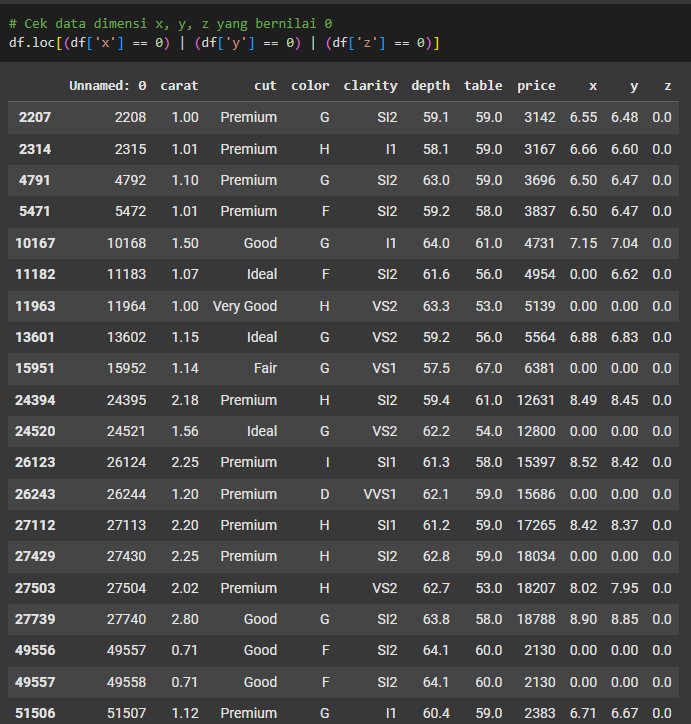 # Cek data dimensi x, y, z yang bernilai 0
df.loc[(df['x'] == 0) | (df['y'] == 0) | (df['z'] == 0)]
Unnamed: 0 carat cut color clarity depth table price x y z
2207 2208 1.00 Premium G SI2 59.1 59.0 3142 6.55 6.48 0.0
2314 2315 1.01 Premium H I1 58.1 59.0 3167 6.66 6.60 0.0
4791 4792 1.10 Premium G SI2 63.0 59.0 3696 6.50 6.47 0.0
5471 5472 1.01 Premium F SI2 59.2 58.0 3837 6.50 6.47 0.0
10167 10168 1.50 Good G I1 64.0 61.0 4731 7.15 7.04 0.0
11182 11183 1.07 Ideal F SI2 61.6 56.0 4954 0.00 6.62 0.0
11963 11964 1.00 Very Good H VS2 63.3 53.0 5139 0.00 0.00 0.0
13601 13602 1.15 Ideal G VS2 59.2 56.0 5564 6.88 6.83 0.0
15951 15952 1.14 Fair G VS1 57.5 67.0 6381 0.00 0.00 0.0
24394 24395 2.18 Premium H SI2 59.4 61.0 12631 8.49 8.45 0.0
24520 24521 1.56 Ideal G VS2 62.2 54.0 12800 0.00 0.00 0.0
26123 26124 2.25 Premium I SI1 61.3 58.0 15397 8.52 8.42 0.0
26243 26244 1.20 Premium D VVS1 62.1 59.0 15686 0.00 0.00 0.0
27112 27113 2.20 Premium H SI1 61.2 59.0 17265 8.42 8.37 0.0
27429 27430 2.25 Premium H SI2 62.8 59.0 18034 0.00 0.00 0.0
27503 27504 2.02 Premium H VS2 62.7 53.0 18207 8.02 7.95 0.0
27739 27740 2.80 Good G SI2 63.8 58.0 18788 8.90 8.85 0.0
49556 49557 0.71 Good F SI2 64.1 60.0 2130 0.00 0.00 0.0
49557 49558 0.71 Good F SI2 64.1 60.0 2130 0.00 0.00 0.0
51506 51507 1.12 Premium G I1 60.4 59.0 2383 6.71 6.67 0.0